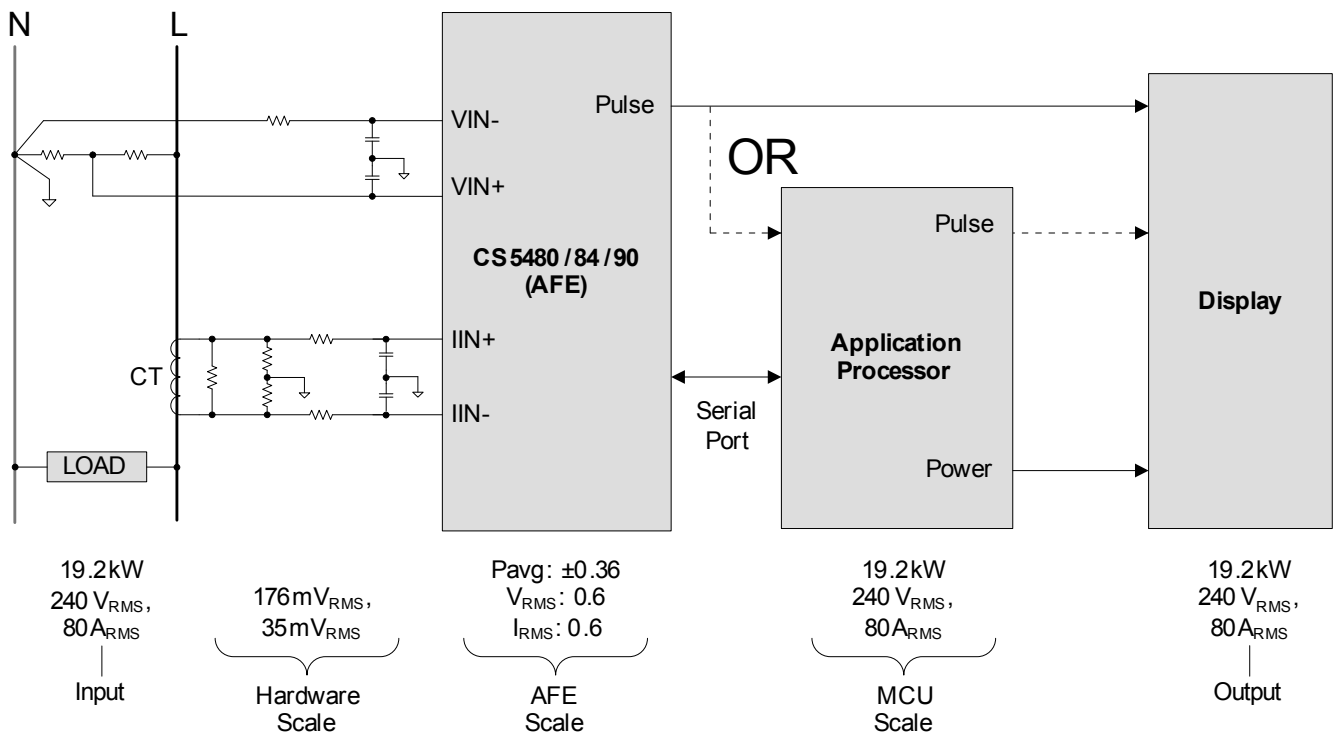 N
L
VIN-
VIN+
IIN+
IIN-
Pulse
CS5480/84/90
(AFE)
OR
CT
LOAD
Serial
Port
Pulse
Application
Processor
Power
Display
19.2kW
240 VRMS,
80ARMS
Input
176mVRMS,
35mVRMS
Hardware
Scale
Pavg: ±0.36
VRMS: 0.6
IRMS: 0.6
AFE
Scale
19.2kW
240 VRMS,
80ARMS
MCU
Scale
19.2kW
240 VRMS,
80ARMS
Output